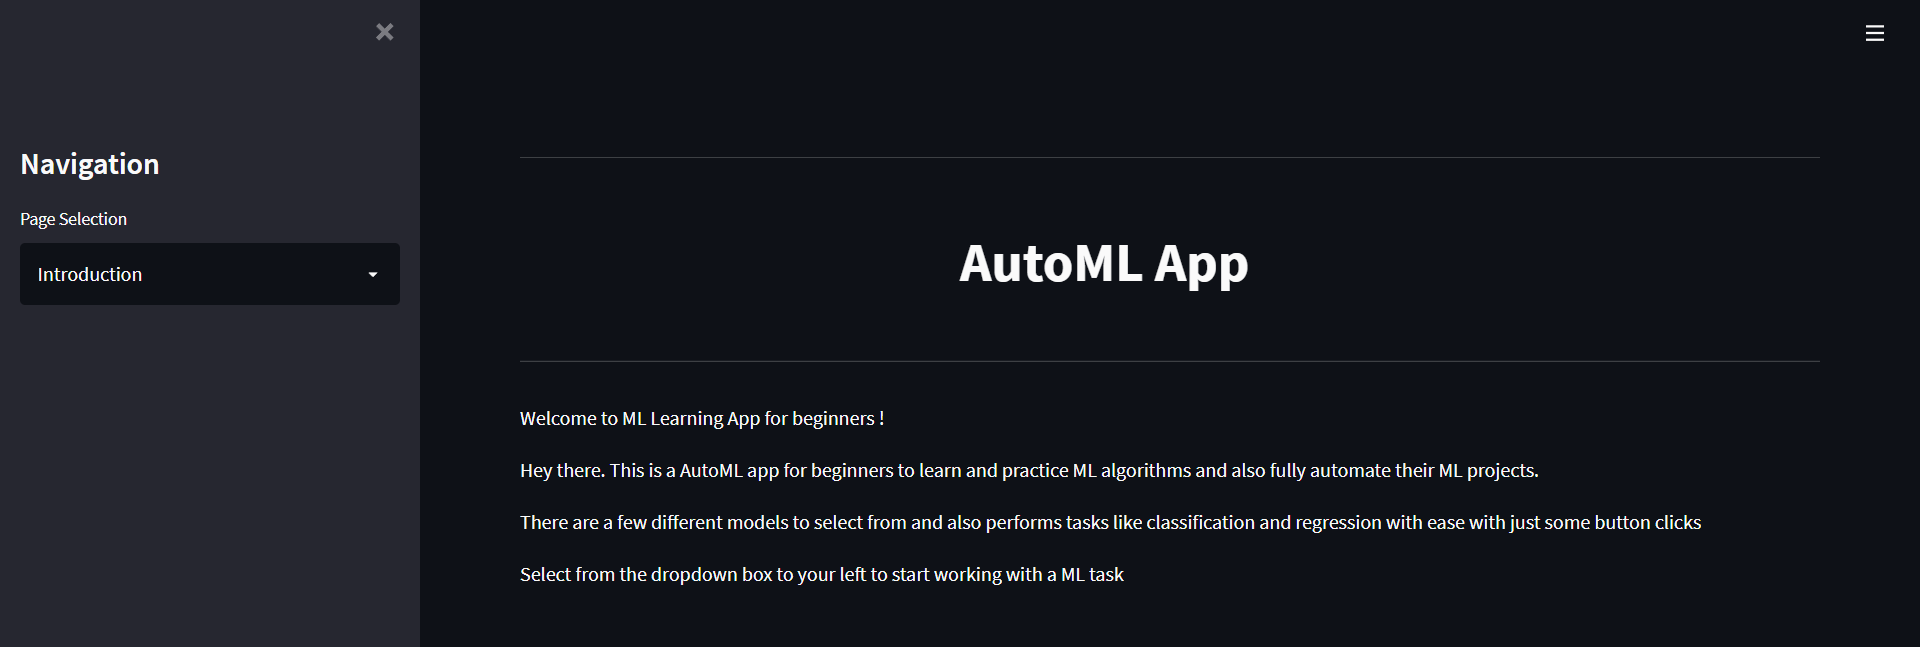 Navigation
Page Selection
Introduction
AutoML App
Welcome to ML Learning App for beginners !
Hey there. This is a AutoML app for beginners to learn and practice ML algorithms and also fully automate their ML projects.
There are a few different models to select from and also performs tasks like classification and regression with ease with just some button clicks
Select from the dropdown box to your left to start working with a ML task